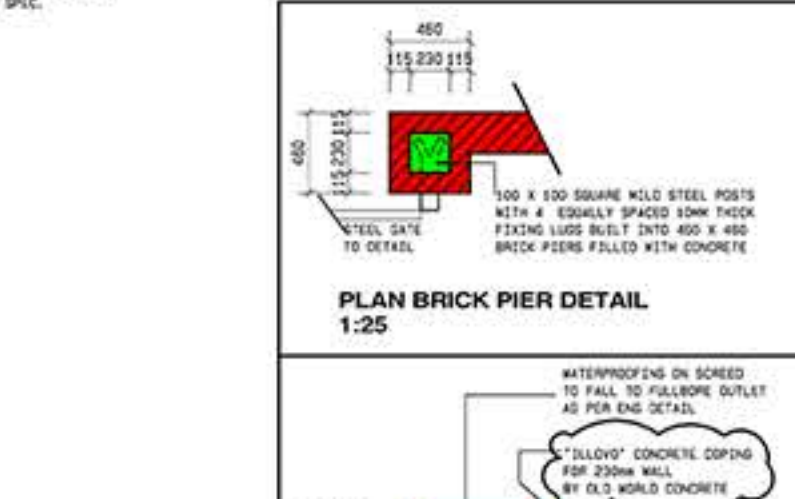 SPEC.
460
115 230 115
460
115 230 115
100 X 100 SQUARE MILD STEEL POSTS
WITH 4 EQUALLY SPACED 10MM THICK
FIXING LUGS BUILT INTO 460 X 460
BRICK PIERS FILLED WITH CONCRETE
STEEL GATE
TO DETAIL
PLAN BRICK PIER DETAIL
1:25
WATERPROOFING ON SCREED
TO FALL TO FULLBORE OUTLET
AS PER ENG DETAIL
"ILLOVO" CONCRETE COPING
FOR 230mm WALL
BY OLD WORLD CONCRETE